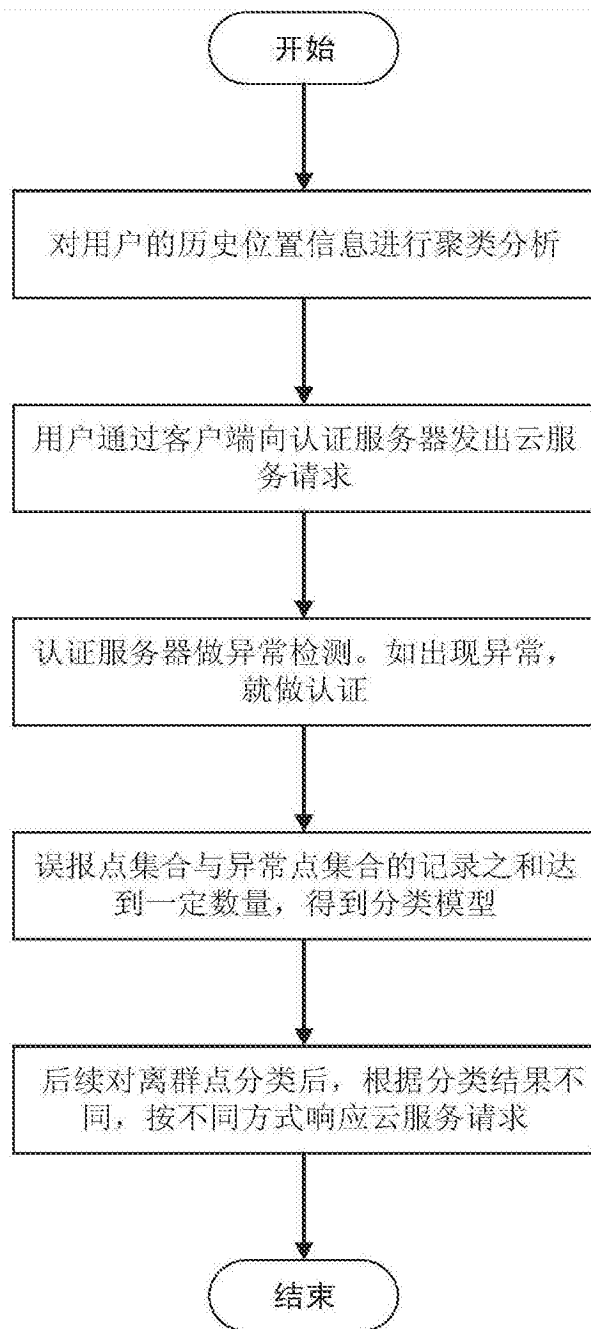 开始
对用户的历史位置信息进行聚类分析
用户通过客户端向认证服务器发出云服
务请求
认证服务器做异常检测。如出现异常，
就做认证
误报点集合与异常点集合的记录之和达
到一定数量，得到分类模型
后续对离群点分类后，根据分类结果不
同，按不同方式响应云服务请求
结束